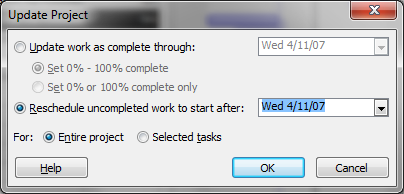 Update Project
Update work as complete through: Wed 4/11/07
Set 0% - 100% complete
Set 0% or 100% complete only
Reschedule uncompleted work to start after: Wed 4/11/07
For: Entire project Selected tasks
Help OK Cancel